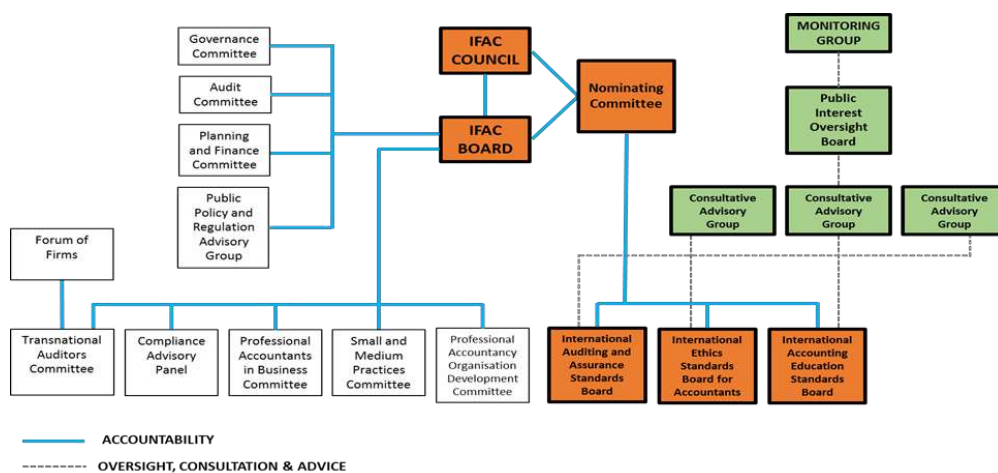 Governance
Committee
Audit
Committee
Planning
and Finance
Committee
Public
Policy and
Regulation
Advisory
Group
IFAC
COUNCIL
IFAC
BOARD
Nominating
Committee
MONITORING
GROUP
Public
Interest
Oversight
Board
Consultative
Advisory
Group
Consultative
Advisory
Group
Consultative
Advisory
Group
Forum of
Firms
Transnational
Auditors
Committee
Compliance
Advisory
Panel
Professional
Accountants
in Business
Committee
Small and
Medium
Practices
Committee
Professional
Accountancy
Organisation
Development
Committee
International
Auditing and
Assurance
Standards
Board
International
Ethics
Standards
Board for
Accountants
International
Accounting
Education
Standards
Board
ACCOUNTABILITY
OVERSIGHT, CONSULTATION & ADVICE